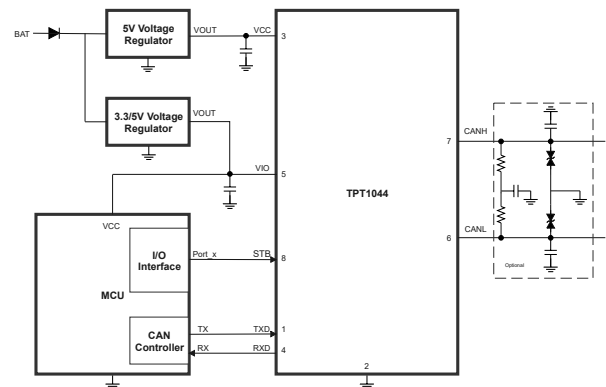 BAT
5V Voltage
Regulator
VOUT
VCC
3
3.3/5V Voltage
Regulator
VOUT
VIO
5
TPT1044
7
CANH
6
CANL
Optional
VCC
I/O
Interface
Port_x
STB
8
MCU
CAN
Controller
TX
TXD
1
RX
RXD
4
2